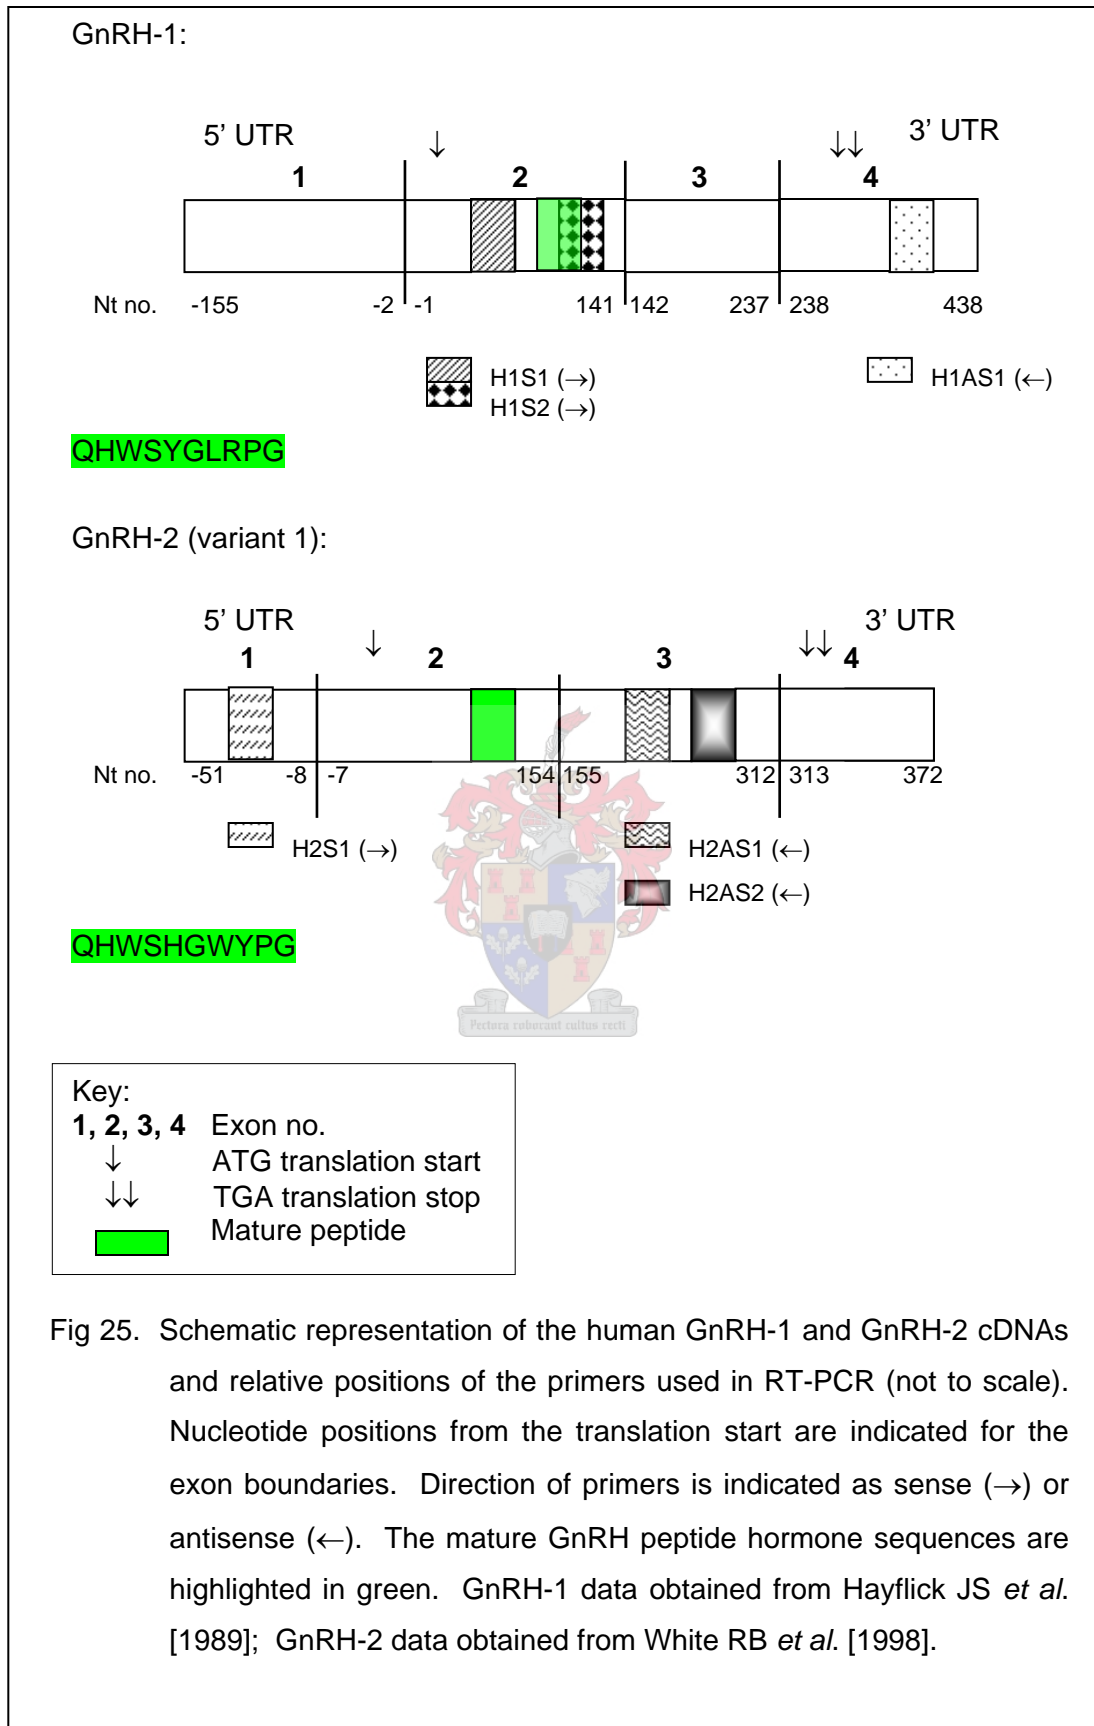 GnRH-1:
5' UTR
3' UTR
↓
↓↓
1 2 3 4
Nt no. -155 -2 -1 141 142 237 238 438
H1S1 (→)
H1S2 (→)
H1AS1 (←)
QHWSYGLRPG
GnRH-2 (variant 1):
5' UTR
3' UTR
↓
↓↓
1 2 3 4
Nt no. -51 -8 -7 154 155 312 313 372
H2S1 (→)
H2AS1 (←)
H2AS2 (←)
QHWSHGWYPG
Pectora roborant cultus recti
Key:
1, 2, 3, 4 Exon no.
↓ ATG translation start
↓↓ TGA translation stop
Mature peptide
Fig 25. Schematic representation of the human GnRH-1 and GnRH-2 cDNAs
and relative positions of the primers used in RT-PCR (not to scale).
Nucleotide positions from the translation start are indicated for the
exon boundaries. Direction of primers is indicated as sense (→) or
antisense (←). The mature GnRH peptide hormone sequences are
highlighted in green. GnRH-1 data obtained from Hayflick JS et al.
[1989]; GnRH-2 data obtained from White RB et al. [1998].